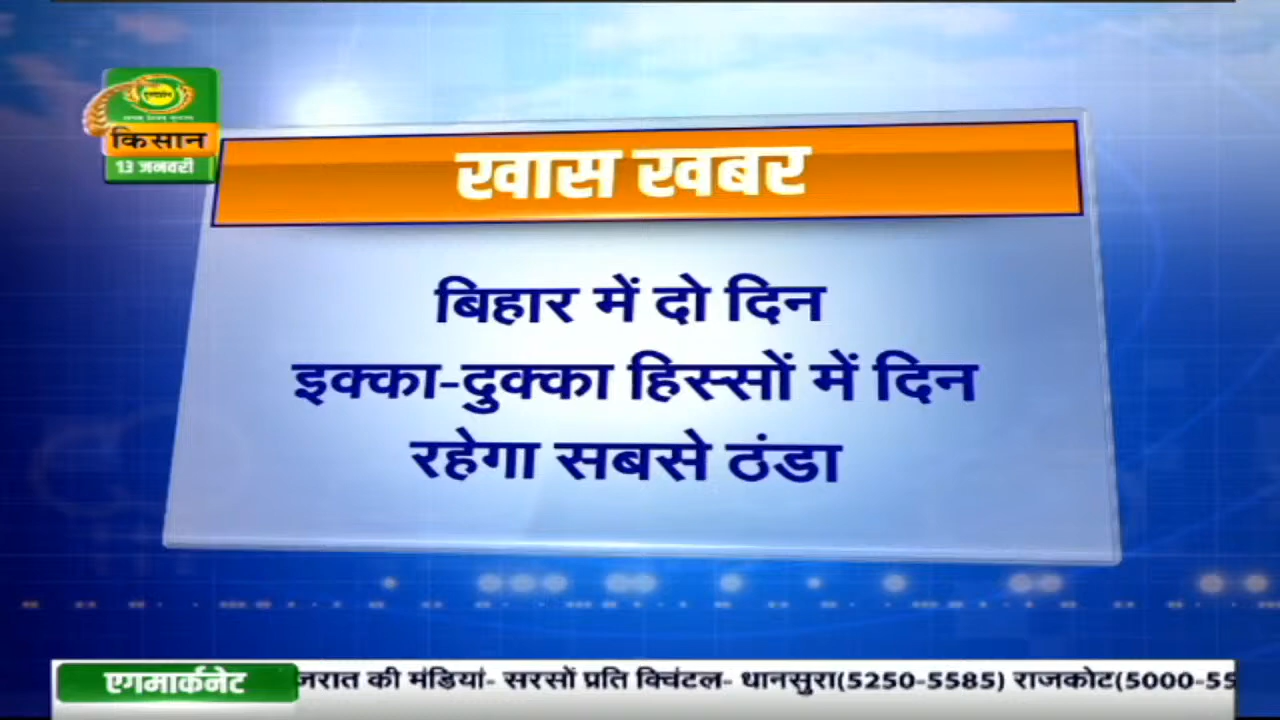 किसान
13 जनवरी
खास खबर
बिहार में दो दिन
इक्का-दुक्का हिस्सों में दिन
रहेगा सबसे ठंडा
एगमार्कनेट
जरात की मंडियां- सरसों प्रति क्विंटल- धानसुरा(5250-5585) राजकोट(5000-55